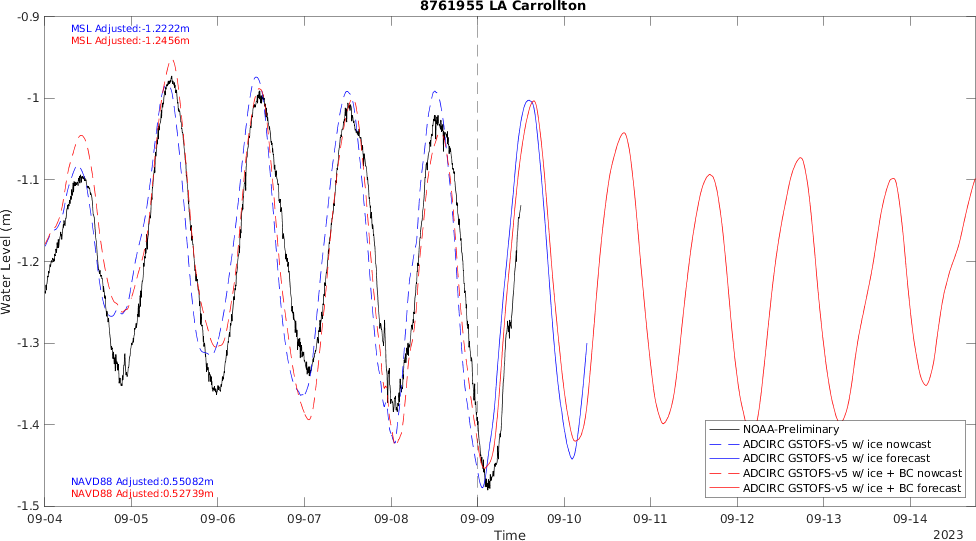 8761955 LA Carrollton
MSL Adjusted:-1.2222m
MSL Adjusted:-1.2456m
-0.9
-1
-1.1
-1.2
-1.3
-1.4
-1.5
Water Level (m)
NAVD88 Adjusted:0.55082m
NAVD88 Adjusted:0.52739m
NOAA-Preliminary
ADCIRC GSTOFS-v5 w/ ice nowcast
ADCIRC GSTOFS-v5 w/ ice forecast
ADCIRC GSTOFS-v5 w/ ice + BC nowcast
ADCIRC GSTOFS-v5 w/ ice + BC forecast
09-04 09-05 09-06 09-07 09-08 09-09 09-10 09-11 09-12 09-13 09-14
Time
2023